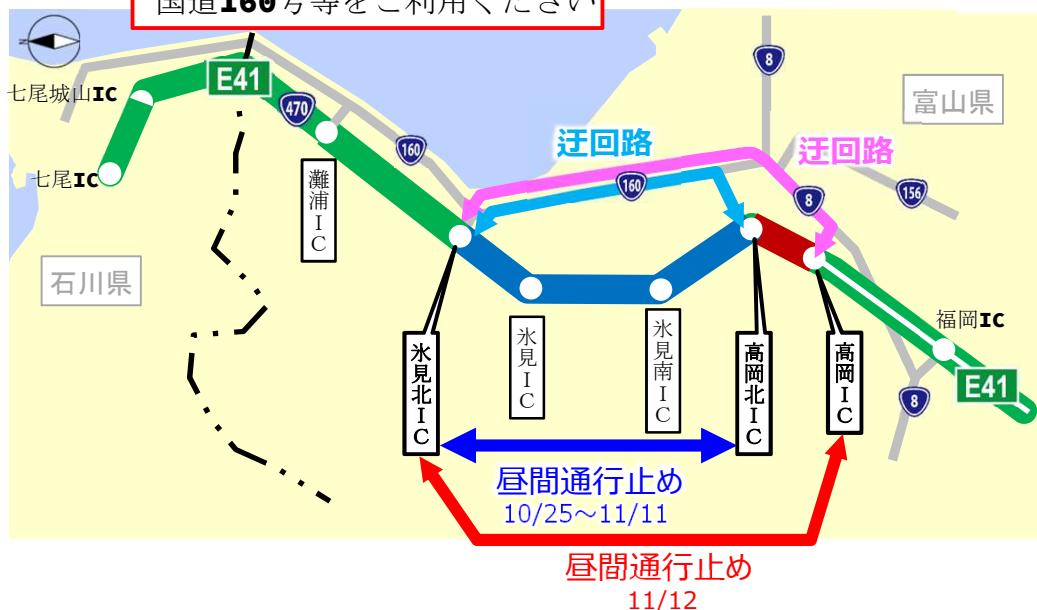 国道160号等をご利用ください
E41
七尾城山IC
470
8
富山県
160
迂回路
迂回路
七尾IC
灘浦IC
160
8
156
石川県
福岡IC
氷見IC
氷見南IC
氷見北IC
高岡北IC
高岡IC
E41
8
昼間通行止め
10/25～11/11
昼間通行止め
11/12